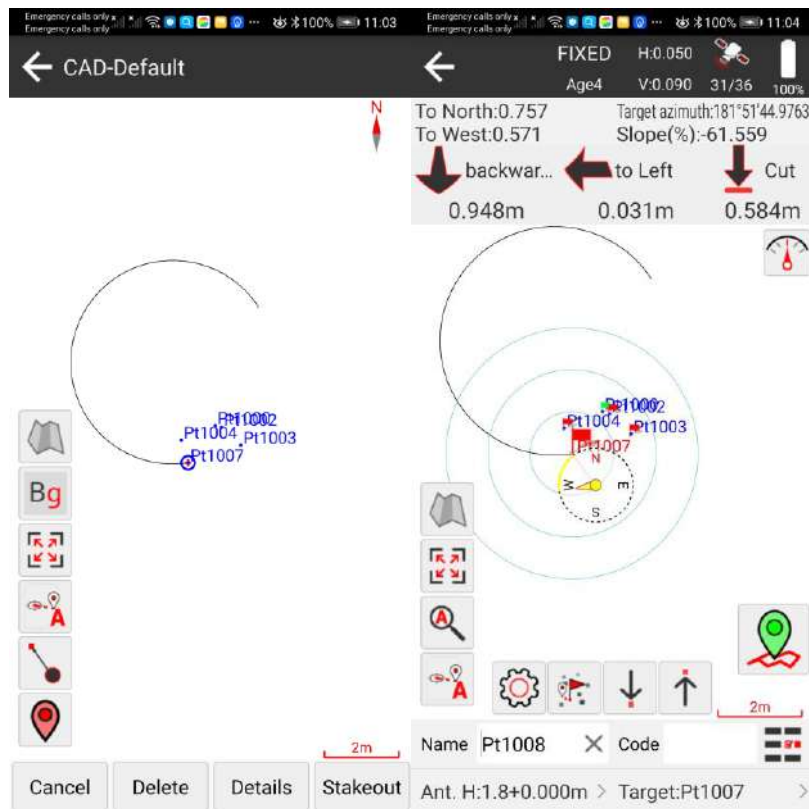 Emergency calls only
Emergency calls only
100% 11:03
CAD-Default
N
Pt1000
Pt1002
Pt1004
Pt1003
Pt1007
Bg
A
2m
Cancel Delete Details Stakeout
Emergency calls only
Emergency calls only
100% 11:04
FIXED H:0.050
Age4 V:0.090 31/36 100%
To North:0.757 Target azimuth:181°51'44.9763
To West:0.571 Slope(%):-61.559
backwar... to Left Cut
0.948m 0.031m 0.584m
Pt1000
Pt1002
Pt1004
Pt1003
Pt1007
N
E
S
A
A
2m
Name Pt1008 Code
Ant. H:1.8+0.000m > Target:Pt1007 >